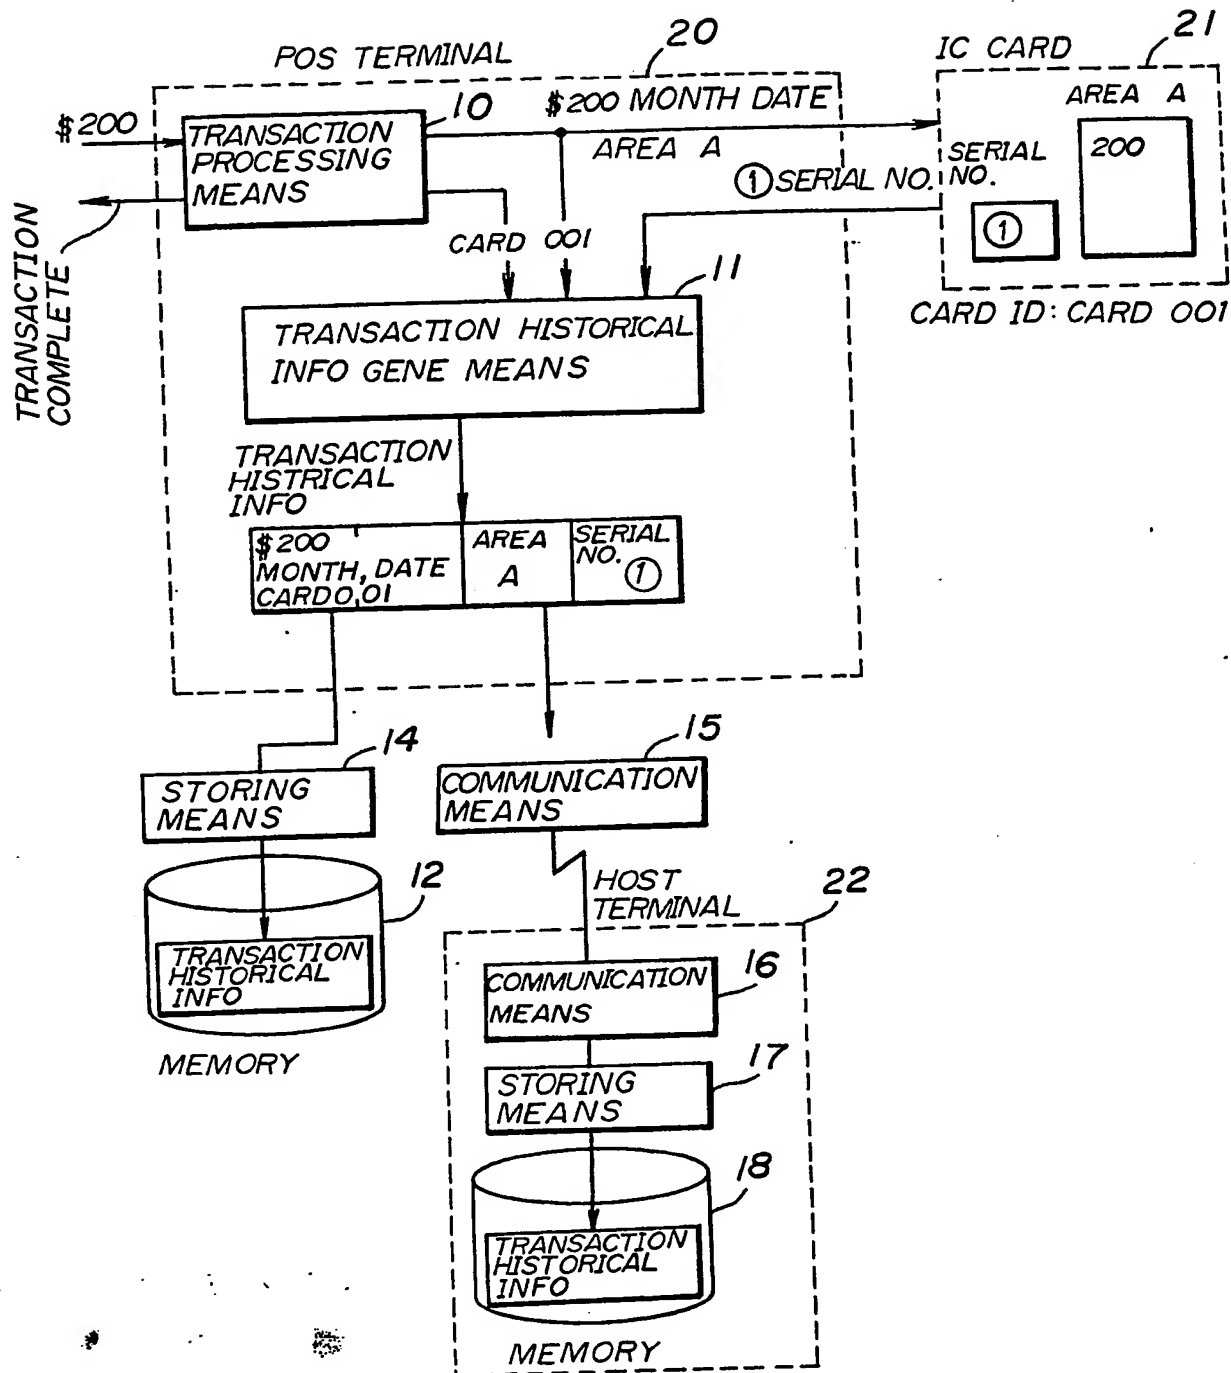 POS TERMINAL
20
IC CARD
21
$200
TRANSACTION
PROCESSING
MEANS
10
$200 MONTH DATE
AREA A
AREA A
200
SERIAL
NO.
①
① SERIAL NO.
CARD 001
CARD ID: CARD 001
TRANSACTION
COMPLETE
11
TRANSACTION HISTORICAL
INFO GENE MEANS
TRANSACTION
HISTRICAL
INFO
$200
MONTH, DATE
CARD0,01
AREA
A
SERIAL
NO.
①
14
STORING
MEANS
15
COMMUNICATION
MEANS
12
TRANSACTION
HISTORICAL
INFO
MEMORY
HOST
TERMINAL
22
COMMUNICATION
MEANS
16
STORING
MEANS
17
18
TRANSACTION
HISTORICAL
INFO
MEMORY